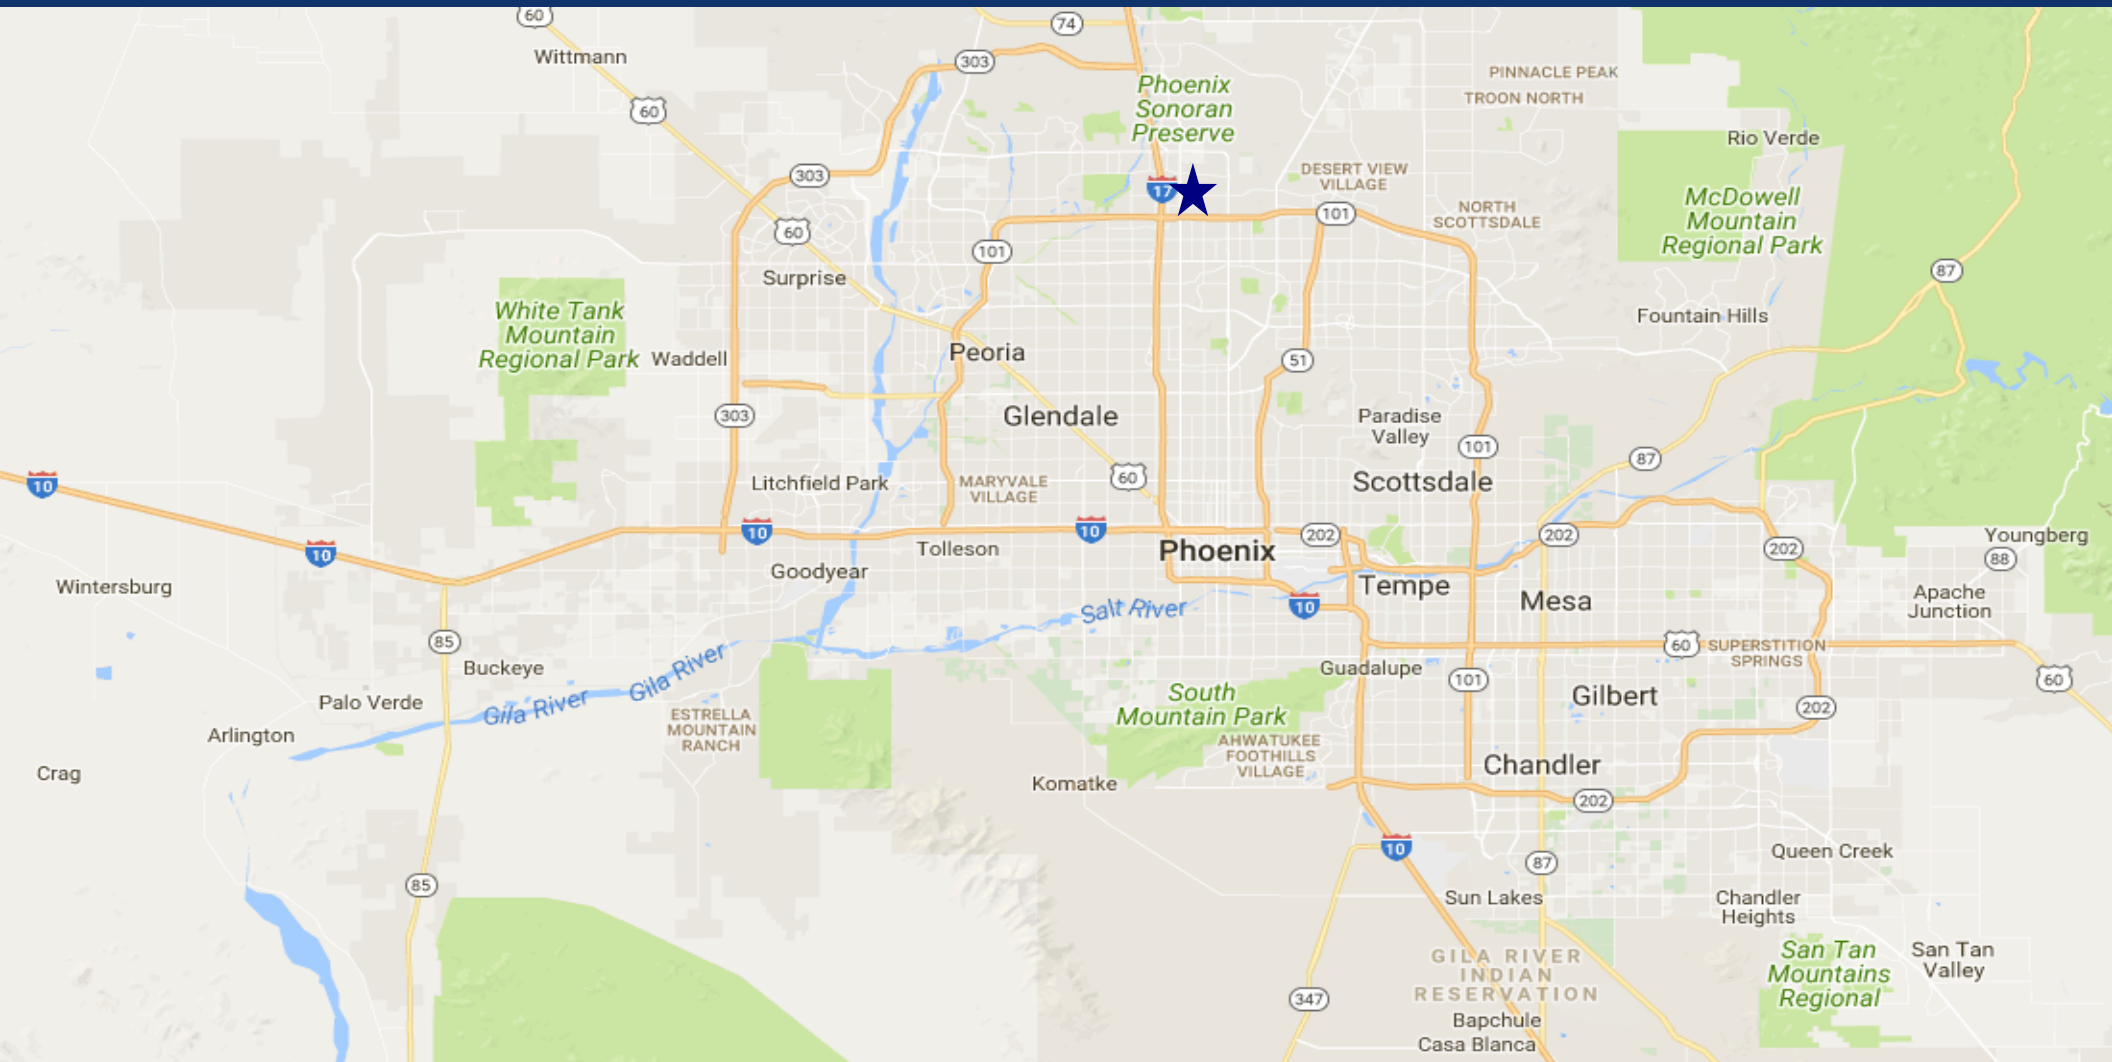 60
74
Wittmann
303
PINNACLE PEAK
Phoenix
Sonoran
Preserve
TROON NORTH
60
Rio Verde
303
DESERT VIEW
VILLAGE
17
McDowell
Mountain
Regional Park
101
NORTH
SCOTTSDALE
60
101
87
Surprise
White Tank
Mountain
Regional Park
Fountain Hills
Waddell
Peoria
51
303
Glendale
Paradise
Valley
101
87
10
Litchfield Park
MARYVALE
VILLAGE
60
Scottsdale
10
10
10
Tolleson
Phoenix
202
202
202
Youngberg
88
Wintersburg
Goodyear
Tempe
Mesa
Apache
Junction
10
Salt River
85
Buckeye
Gila River
Gila River
60
SUPERSTITION
SPRINGS
Guadalupe
101
60
Palo Verde
South
Mountain Park
Gilbert
202
Arlington
ESTRELLA
MOUNTAIN
RANCH
AHWATUKEE
FOOTHILLS
VILLAGE
Crag
Komatke
Chandler
202
10
87
Queen Creek
85
Sun Lakes
Chandler
Heights
GILA RIVER
INDIAN
RESERVATION
San Tan
Mountains
Regional
San Tan
Valley
347
Bapchule
Casa Blanca